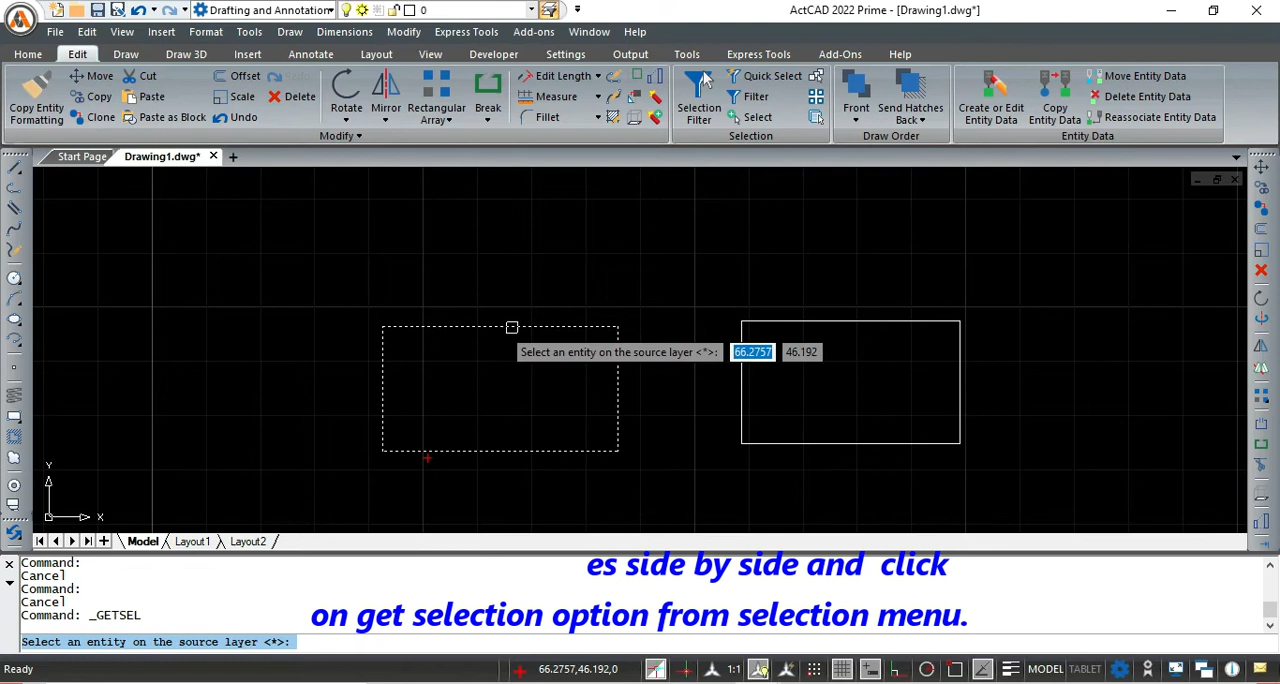 Drafting and Annotation
0
ActCAD 2022 Prime - [Drawing1.dwg*]
File Edit View Insert Format Tools Draw Dimensions Modify Express Tools Add-ons Window Help
Home Edit Draw Draw 3D Insert Annotate Layout View Developer Settings Output Tools Express Tools Add-Ons Help
Copy Entity Formatting
Move Cut
Copy Paste
Clone Paste as Block
Offset Redo
Scale Delete
Undo
Rotate
Mirror
Rectangular Array
Break
Edit Length
Measure
Fillet
Modify
Selection Filter
Quick Select
Filter
Select
Selection
Front
Send Hatches Back
Draw Order
Create or Edit Entity Data
Copy Entity Data
Move Entity Data
Delete Entity Data
Reassociate Entity Data
Entity Data
Start Page Drawing1.dwg*
Select an entity on the source layer <*>: 66.2757 46.192
Y
X
Model Layout1 Layout2
Command:
Cancel
Command:
Cancel
Command: _GETSEL
Select an entity on the source layer <*>:
es side by side and click
on get selection option from selection menu.
Ready 66.2757,46.192,0 1:1 MODEL TABLET